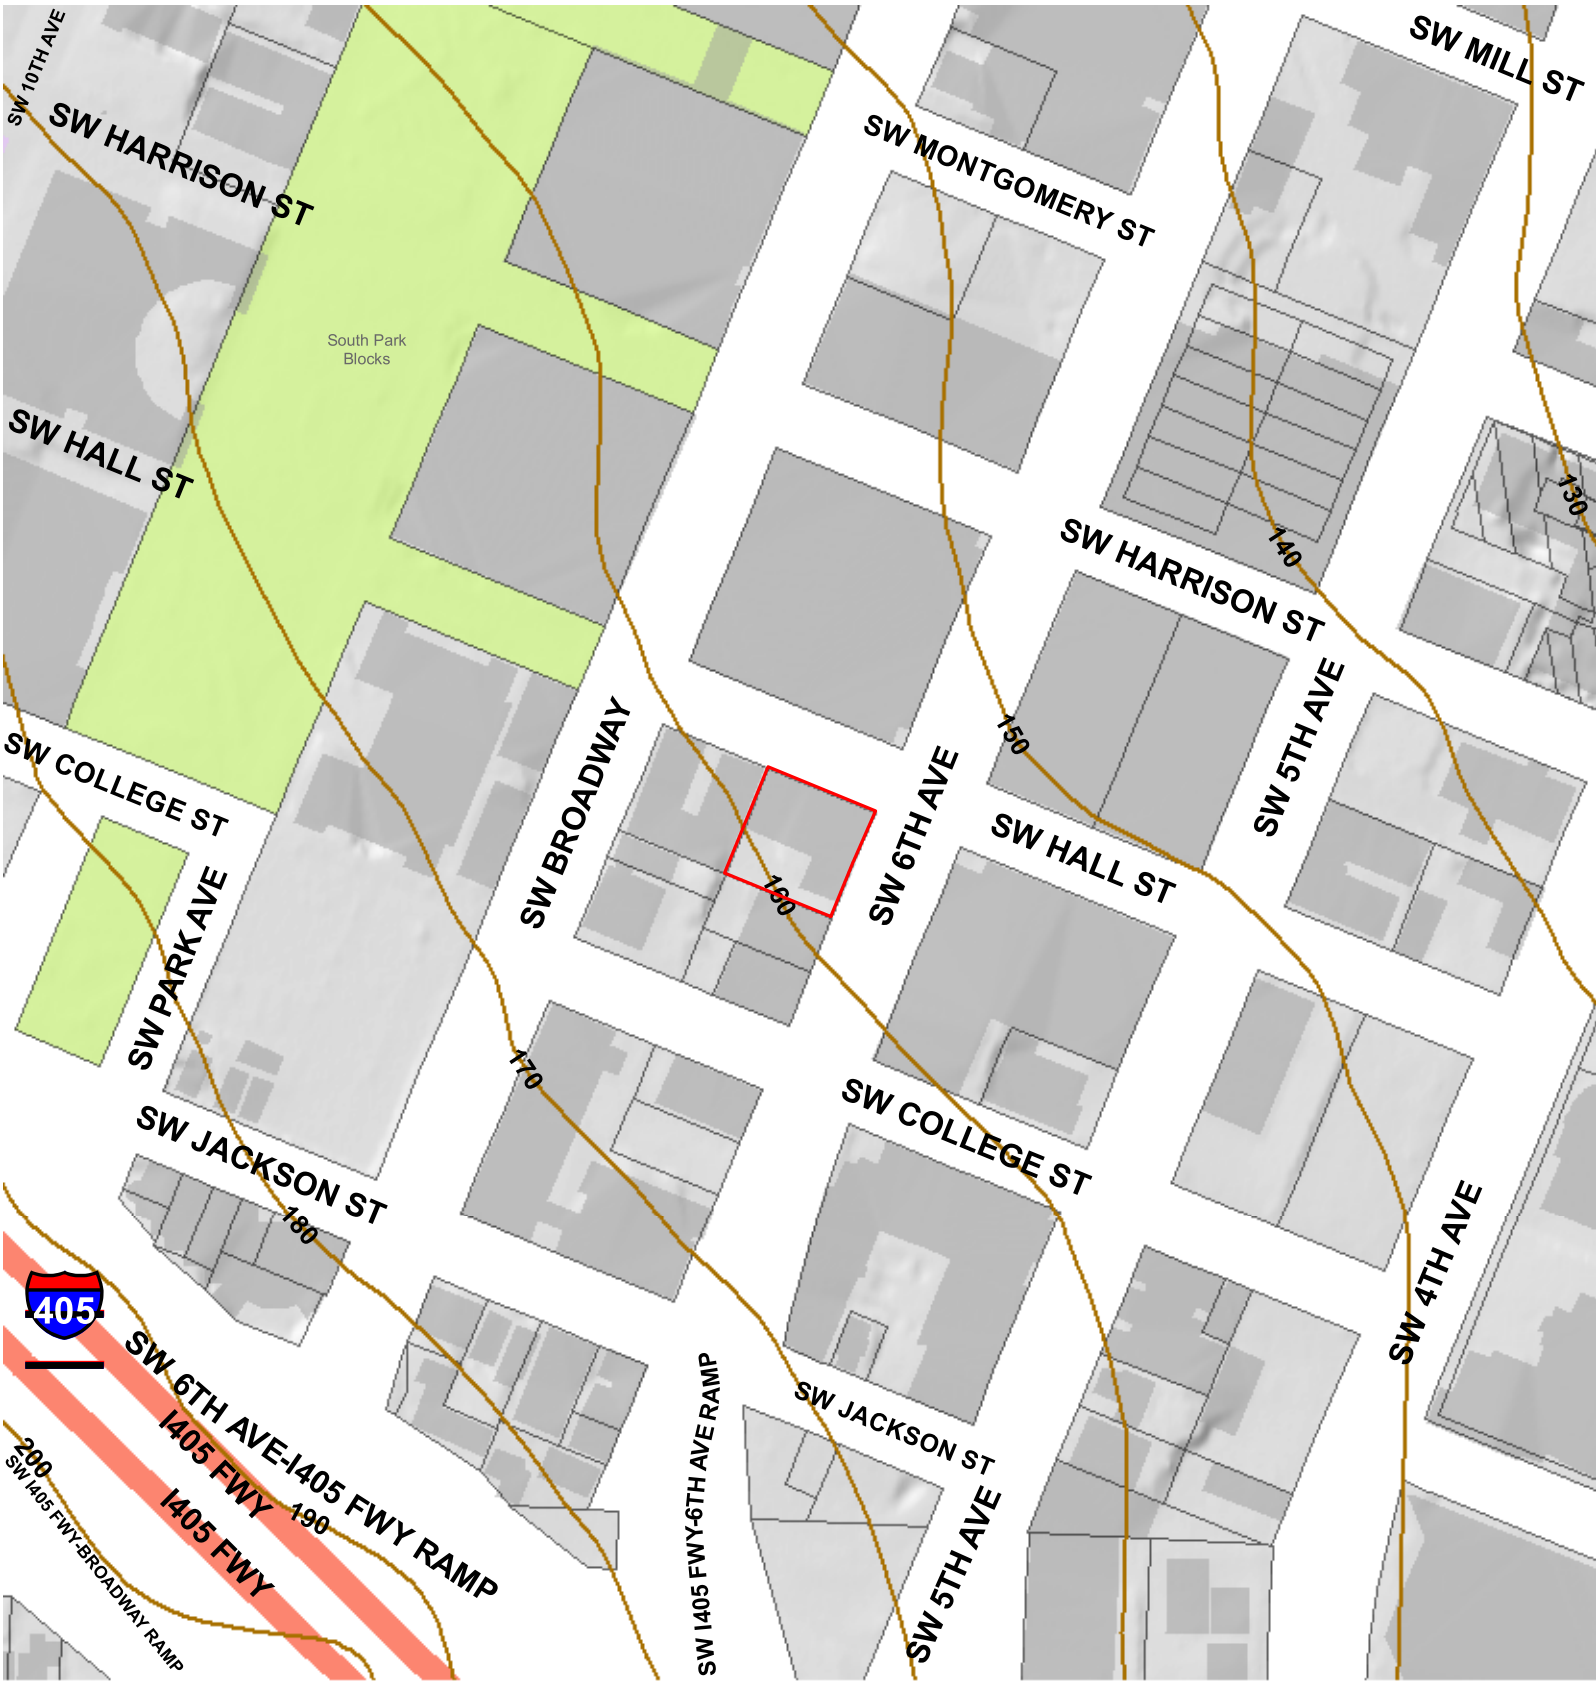 SW 10TH AVE
SW MILL ST
SW HARRISON ST
SW MONTGOMERY ST
South Park
Blocks
SW HALL ST
130
SW HARRISON ST
140
SW COLLEGE ST
SW BROADWAY
150
SW 6TH AVE
SW 5TH AVE
SW HALL ST
160
SW PARK AVE
170
SW COLLEGE ST
SW JACKSON ST
180
SW 4TH AVE
405
SW 6TH AVE-I405 FWY RAMP
I405 FWY
I405 FWY
190
200
SW I405 FWY-BROADWAY RAMP
SW I405 FWY-6TH AVE RAMP
SW JACKSON ST
SW 5TH AVE